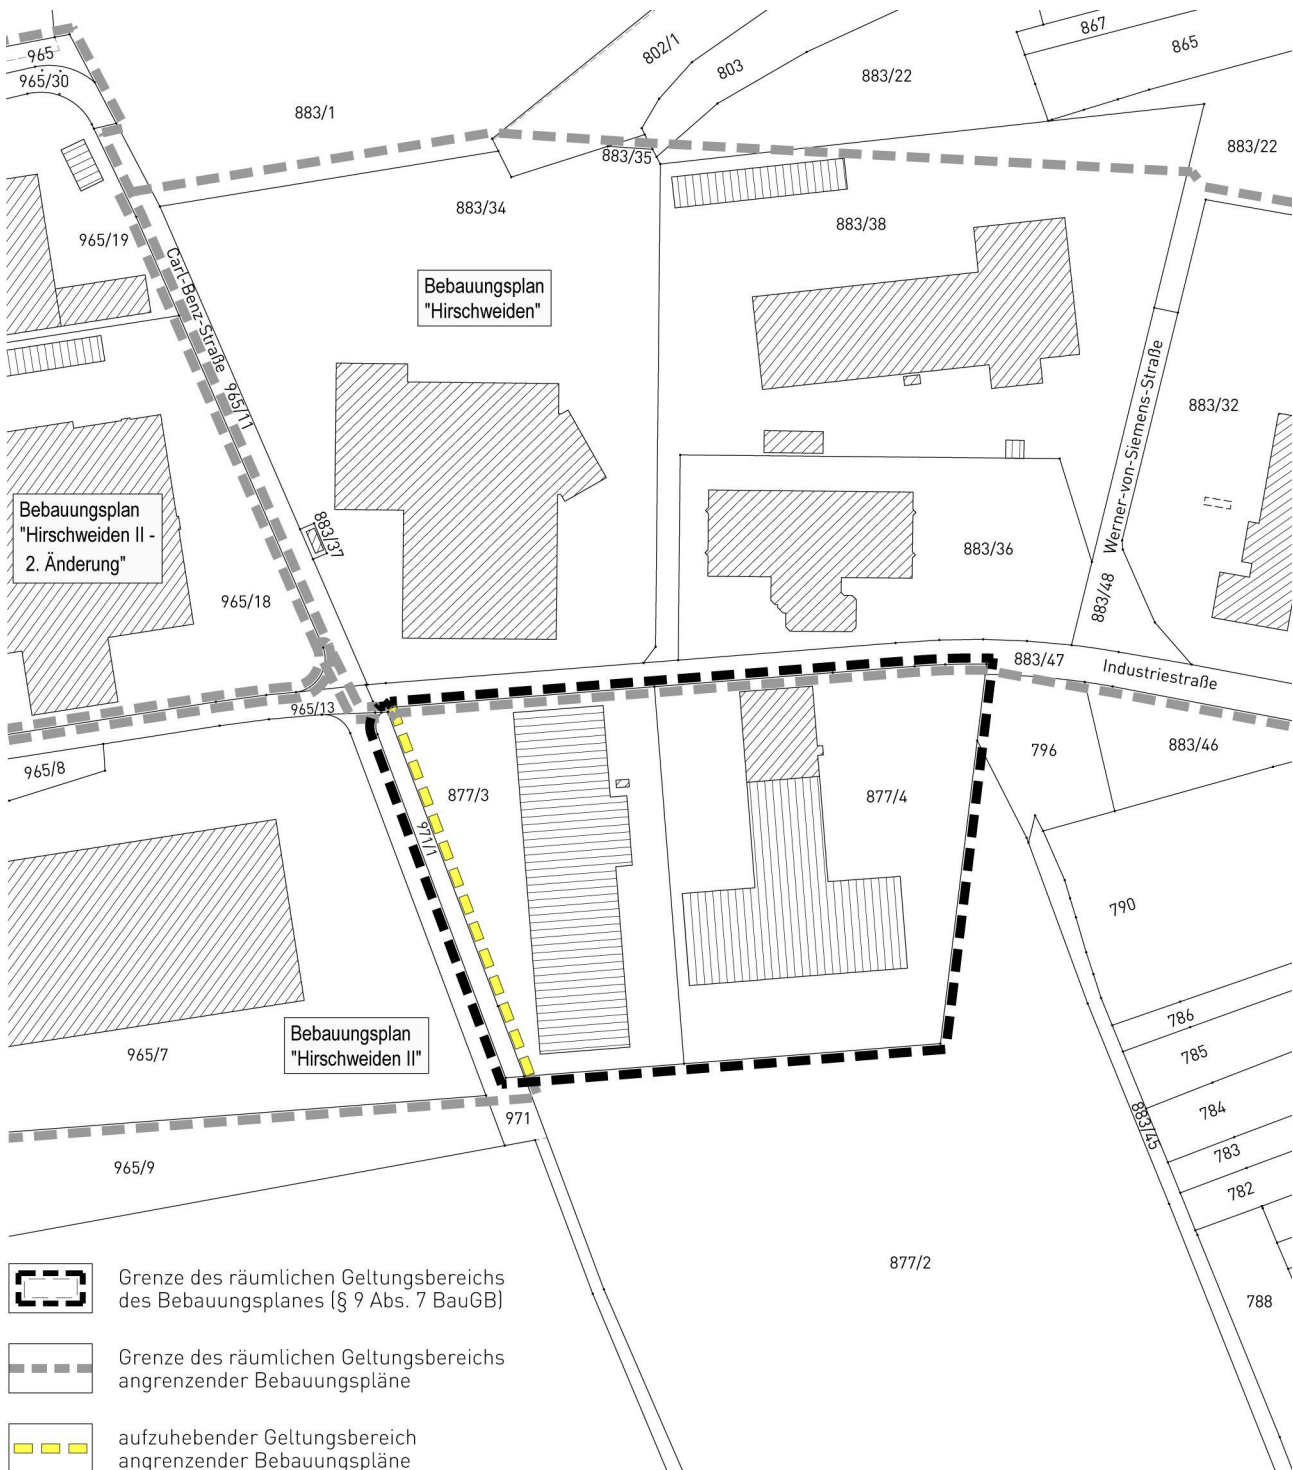 965
965/30
883/1
802/1
803
867
865
883/22
883/22
883/35
883/34
883/38
965/19
Carl-Benz-Straße
965/11
Bebauungsplan
"Hirschweiden"
Werner-von-Siemens-Straße
883/32
Bebauungsplan
"Hirschweiden II -
2. Änderung"
883/37
883/36
883/48
965/18
883/47
Industriestraße
965/13
965/8
877/3
877/4
796
883/46
971/1
790
965/7
Bebauungsplan
"Hirschweiden II"
786
785
784
783
782
883/45
971
965/9
877/2
788
Grenze des räumlichen Geltungsbereichs
des Bebauungsplanes (§ 9 Abs. 7 BauGB)
Grenze des räumlichen Geltungsbereichs
angrenzender Bebauungspläne
aufzuhebender Geltungsbereich
angrenzender Bebauungspläne